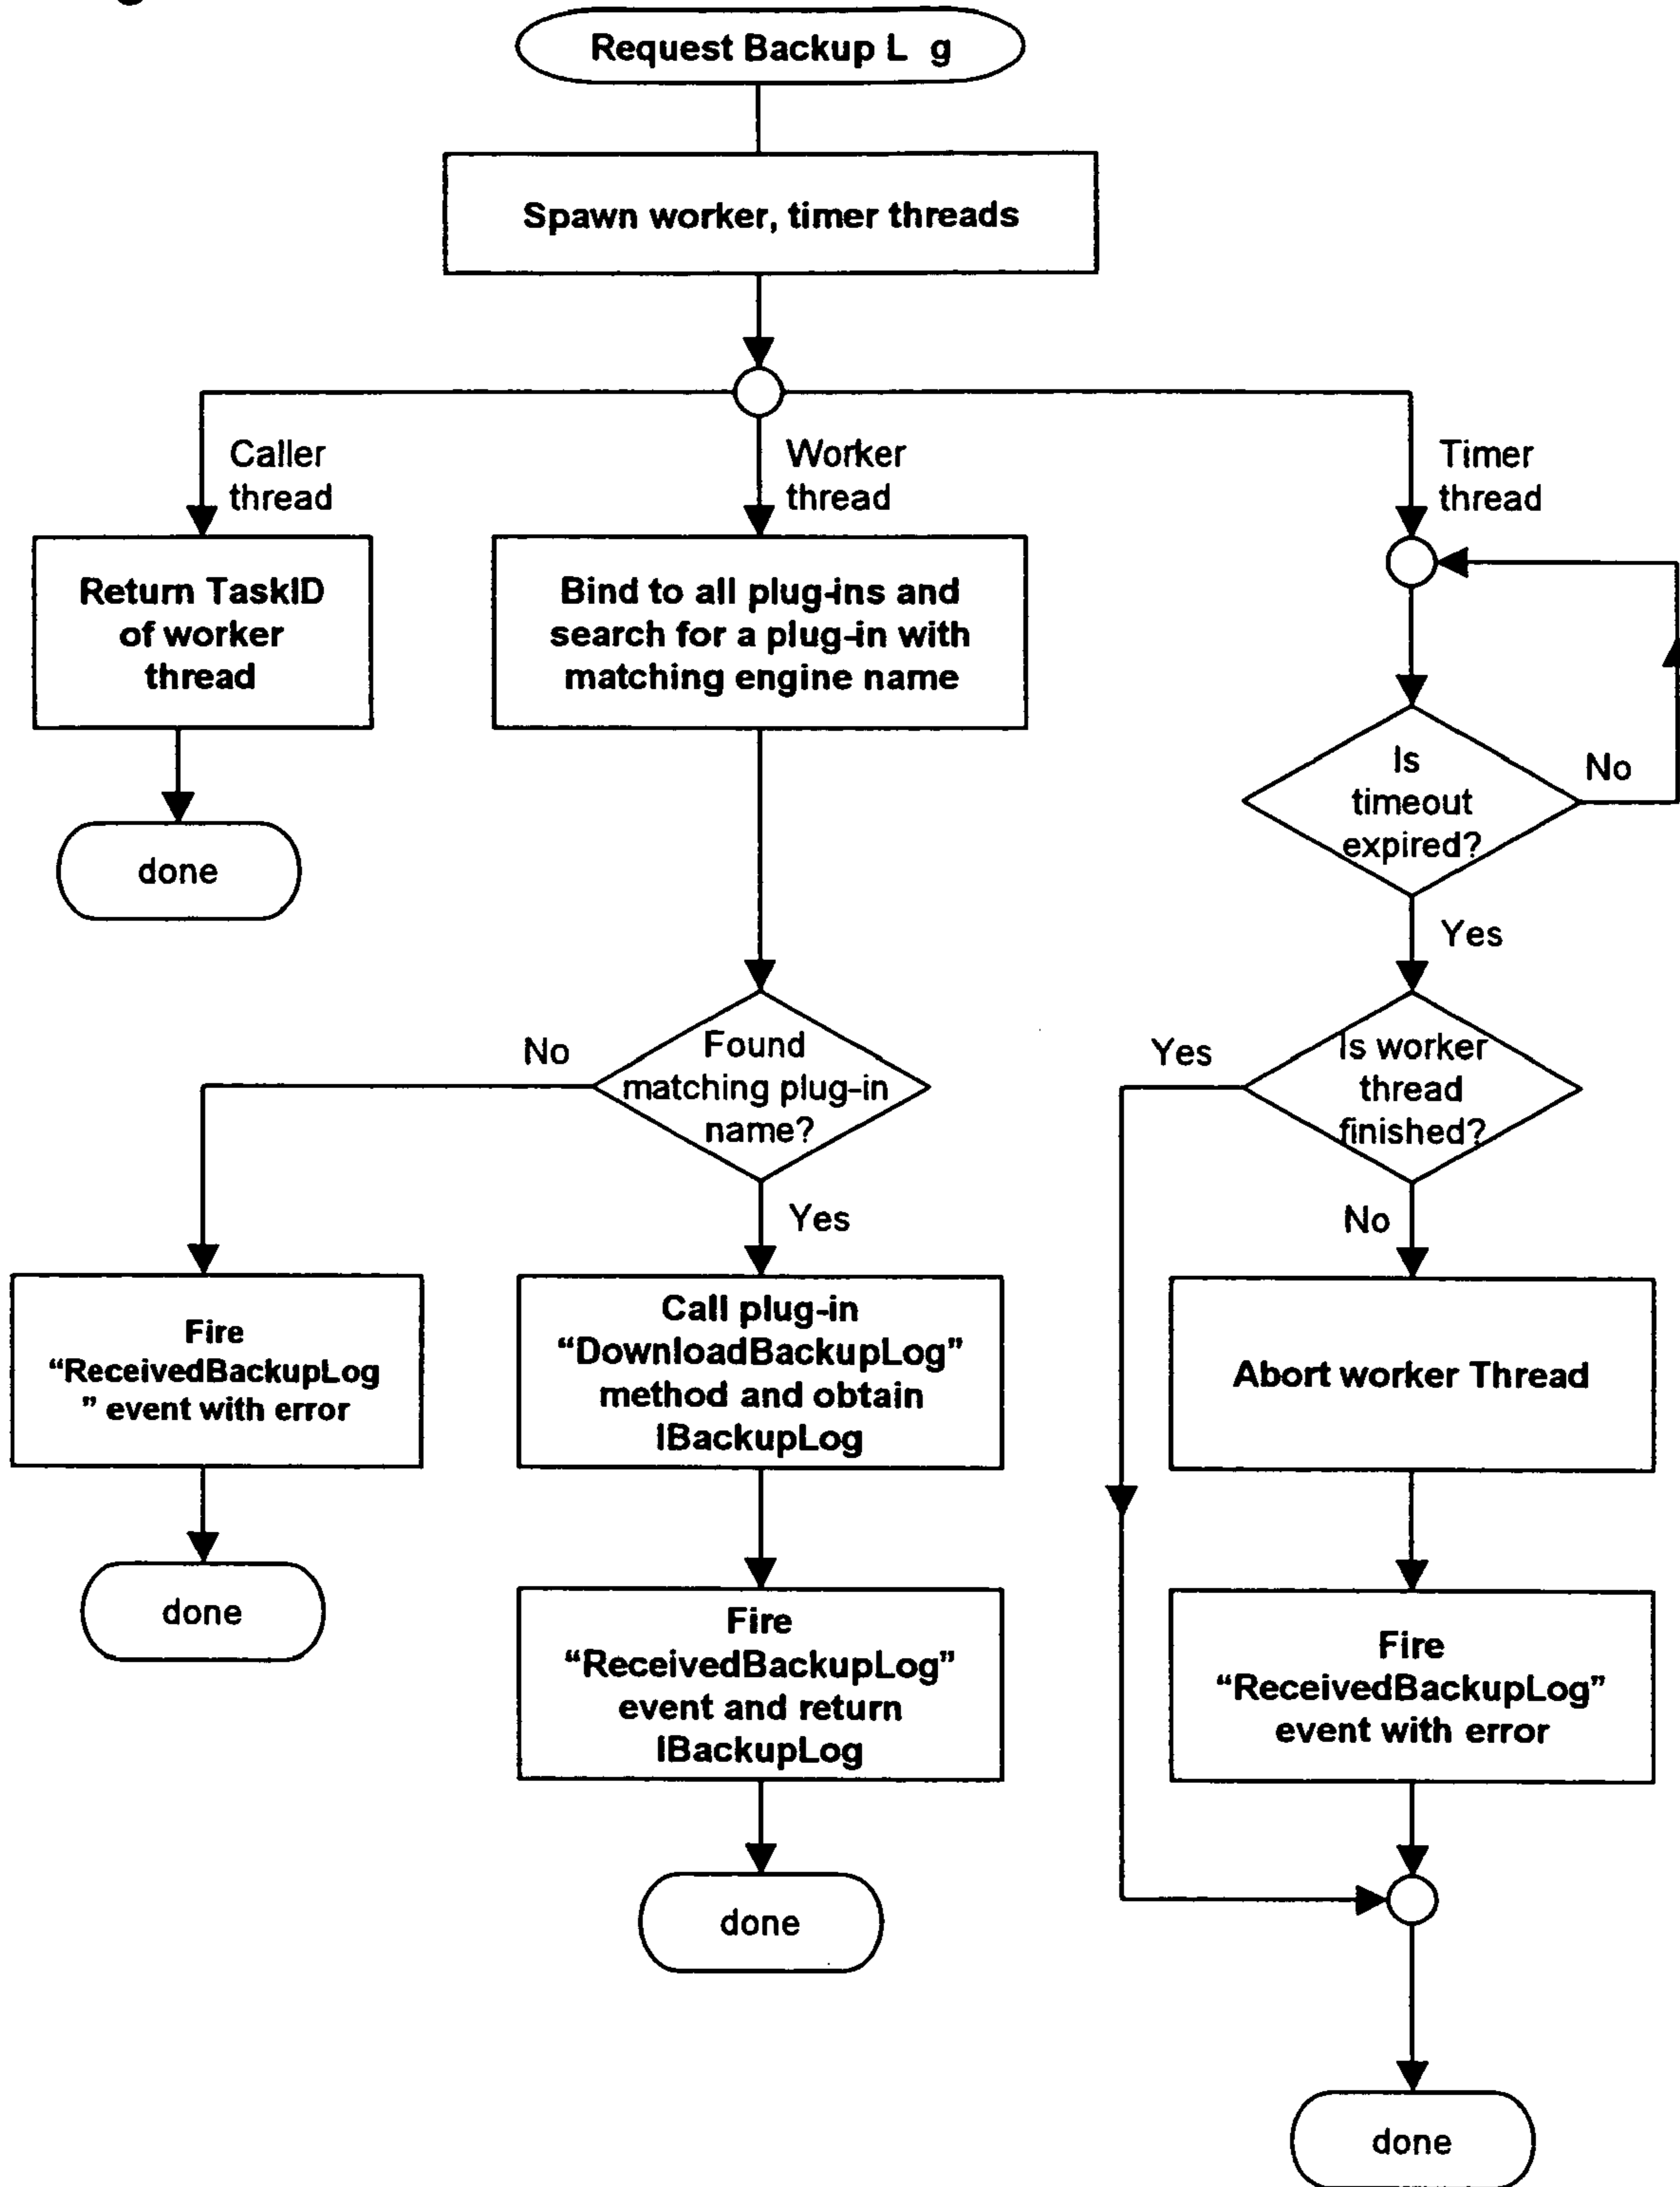 Request Backup L g
Spawn worker, timer threads
Caller
thread
Worker
thread
Timer
thread
Return TaskID
of worker
thread
Bind to all plug-ins and
search for a plug-in with
matching engine name
Is
timeout
expired?
No
done
Yes
No
Found
matching plug-in
name?
Yes
Is worker
thread
finished?
Yes
No
Fire
“ReceivedBackupLog
” event with error
Call plug-in
“DownloadBackupLog”
method and obtain
IBackupLog
Abort worker Thread
done
Fire
“ReceivedBackupLog”
event and return
IBackupLog
Fire
“ReceivedBackupLog”
event with error
done
done